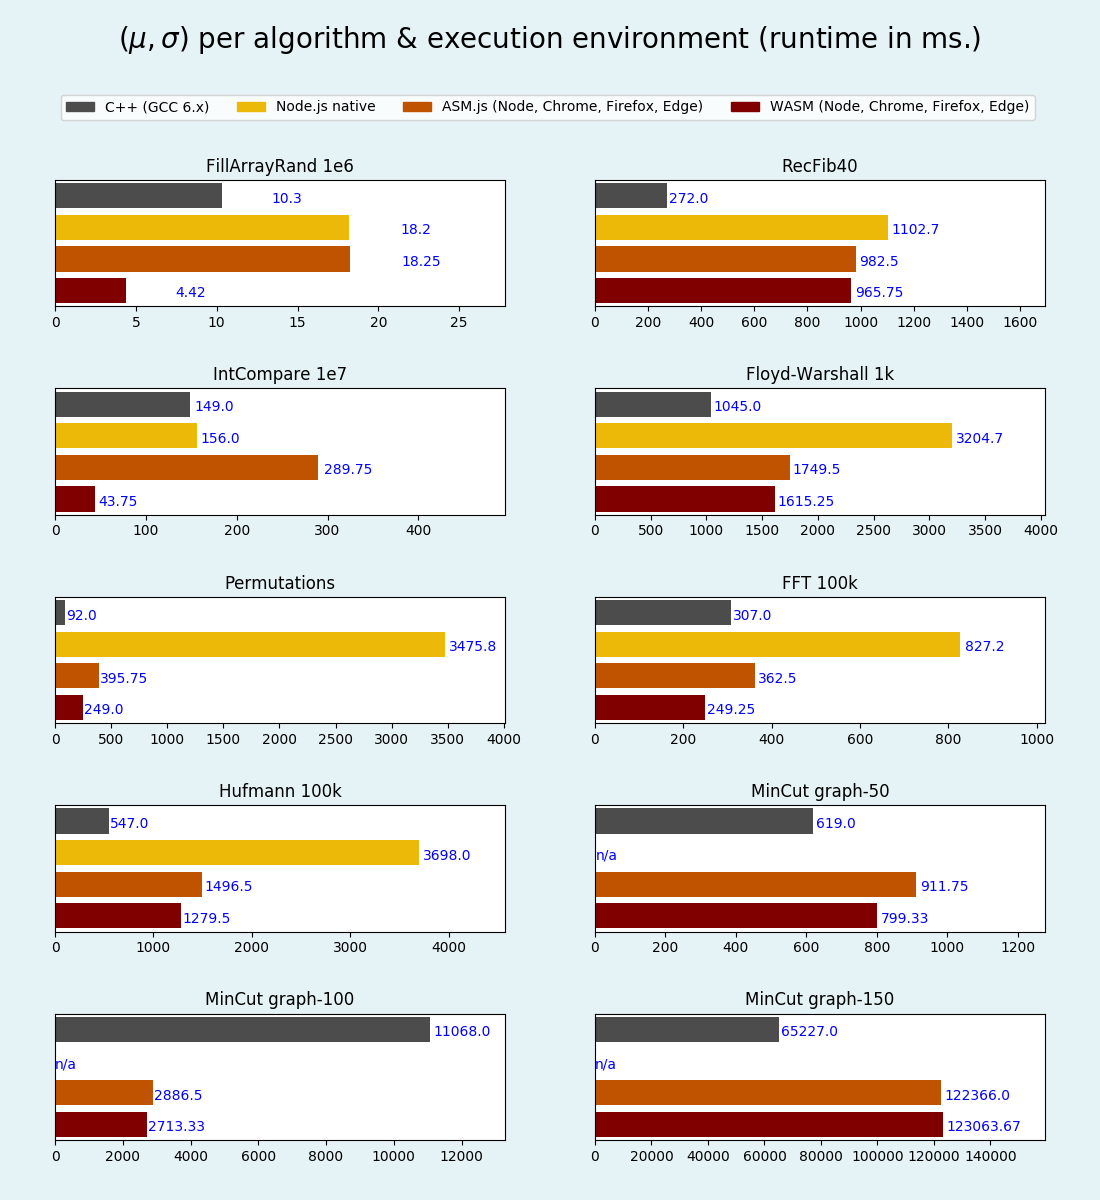 (μ, σ) per algorithm & execution environment (runtime in ms.)
C++ (GCC 6.x) Node.js native ASM.js (Node, Chrome, Firefox, Edge) WASM (Node, Chrome, Firefox, Edge)
FillArrayRand 1e6
10.3
18.2
18.25
4.42
0 5 10 15 20 25
RecFib40
272.0
1102.7
982.5
965.75
0 200 400 600 800 1000 1200 1400 1600
IntCompare 1e7
149.0
156.0
289.75
43.75
0 100 200 300 400
Floyd-Warshall 1k
1045.0
3204.7
1749.5
1615.25
0 500 1000 1500 2000 2500 3000 3500 4000
Permutations
92.0
3475.8
395.75
249.0
0 500 1000 1500 2000 2500 3000 3500 4000
FFT 100k
307.0
827.2
362.5
249.25
0 200 400 600 800 1000
Hufmann 100k
547.0
3698.0
1496.5
1279.5
0 1000 2000 3000 4000
MinCut graph-50
619.0
n/a
911.75
799.33
0 200 400 600 800 1000 1200
MinCut graph-100
11068.0
n/a
2886.5
2713.33
0 2000 4000 6000 8000 10000 12000
MinCut graph-150
65227.0
n/a
122366.0
123063.67
0 20000 40000 60000 80000 100000 120000 140000